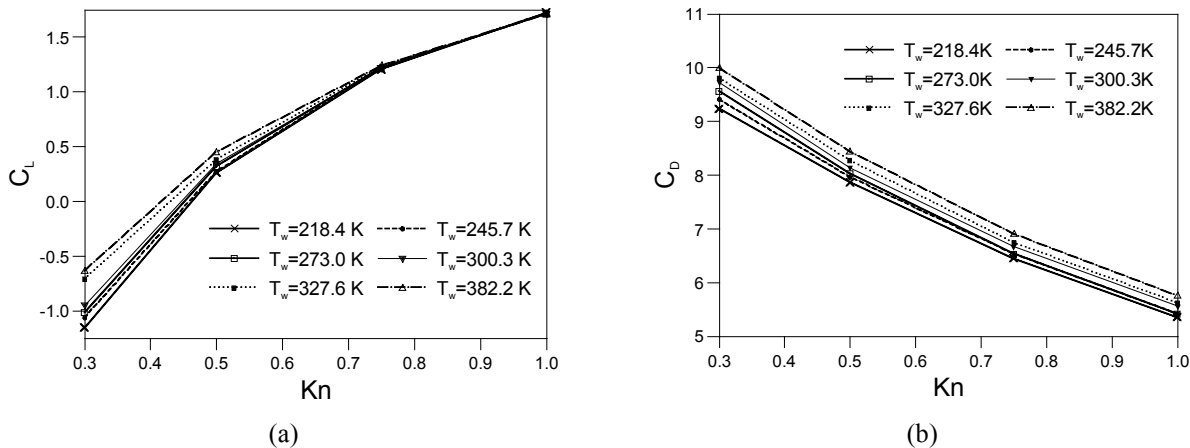 1.5
1.0
0.5
0.0
-0.5
-1.0
C_L
0.3 0.4 0.5 0.6 0.7 0.8 0.9 1.0
Kn
T_w=218.4 K T_w=245.7 K
T_w=273.0 K T_w=300.3 K
T_w=327.6 K T_w=382.2 K
(a)
11
10
9
8
7
6
5
C_D
0.3 0.4 0.5 0.6 0.7 0.8 0.9 1.0
Kn
T_w=218.4K T_w=245.7K
T_w=273.0K T_w=300.3K
T_w=327.6K T_w=382.2K
(b)